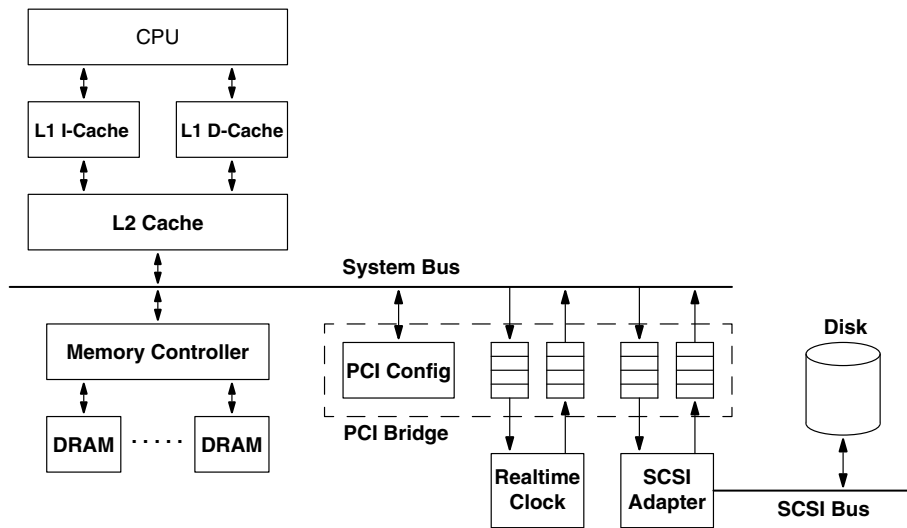 CPU
L1 I-Cache
L1 D-Cache
L2 Cache
System Bus
Memory Controller
PCI Config
Disk
DRAM
DRAM
PCI Bridge
Realtime
Clock
SCSI
Adapter
SCSI Bus